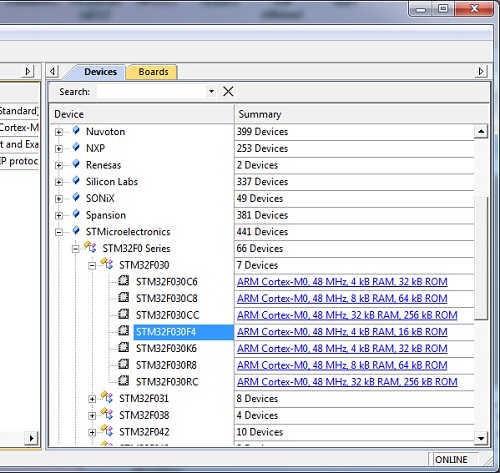 Devices Boards
Search:
Device Summary
Standard)
Nuvoton 399 Devices
Cortex-M
NXP 253 Devices
t and Exa
Renesas 2 Devices
IP protoc
Silicon Labs 337 Devices
SONiX 49 Devices
Spansion 381 Devices
STMicroelectronics 441 Devices
STM32F0 Series 66 Devices
STM32F030 7 Devices
STM32F030C6 ARM Cortex-M0, 48 MHz, 4 kB RAM, 32 kB ROM
STM32F030C8 ARM Cortex-M0, 48 MHz, 8 kB RAM, 64 kB ROM
STM32F030CC ARM Cortex-M0, 48 MHz, 32 kB RAM, 256 kB ROM
STM32F030F4 ARM Cortex-M0, 48 MHz, 4 kB RAM, 16 kB ROM
STM32F030K6 ARM Cortex-M0, 48 MHz, 4 kB RAM, 32 kB ROM
STM32F030R8 ARM Cortex-M0, 48 MHz, 8 kB RAM, 64 kB ROM
STM32F030RC ARM Cortex-M0, 48 MHz, 32 kB RAM, 256 kB ROM
STM32F031 8 Devices
STM32F038 4 Devices
STM32F042 10 Devices
ONLINE